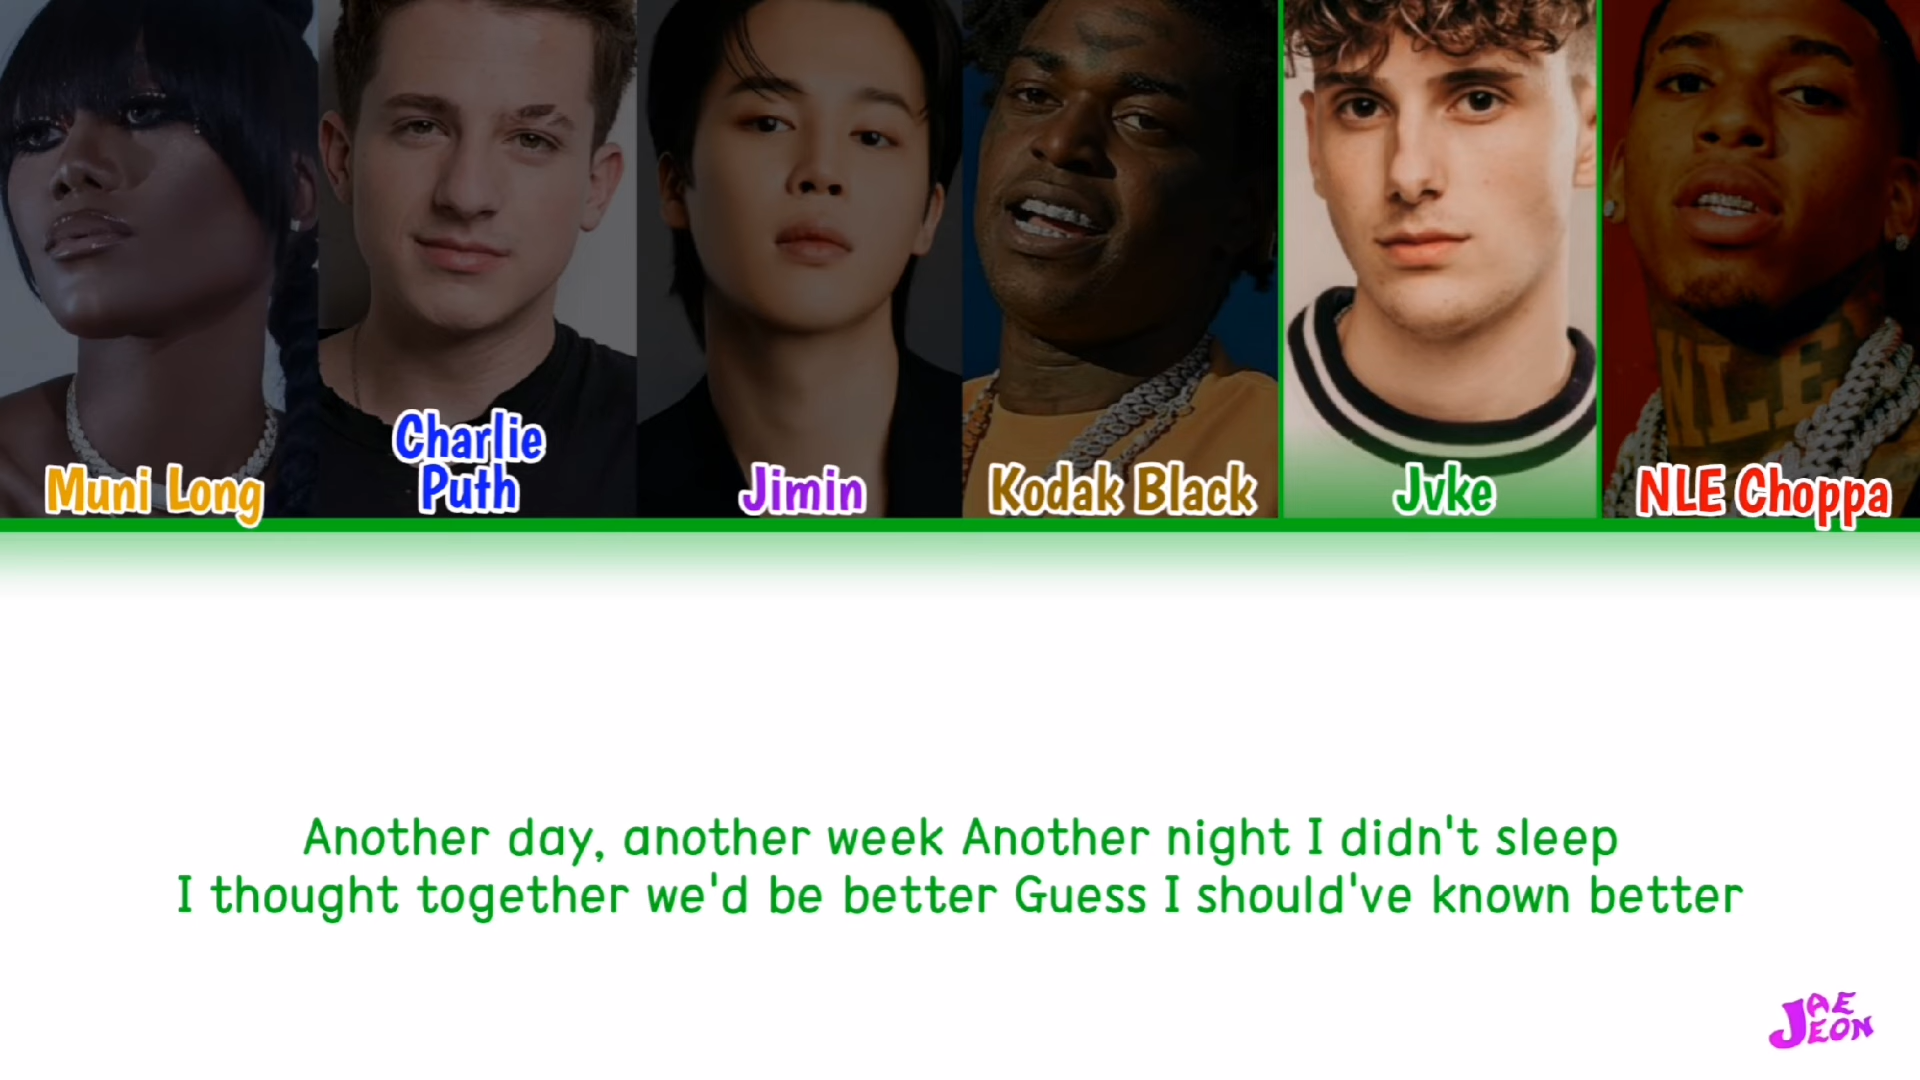 NLE
Muni Long
Charlie
Puth
Jimin
Kodak Black
Jvke
NLE Choppa
Another day, another week Another night I didn't sleep
I thought together we'd be better Guess I should've known better
JAE
JEON